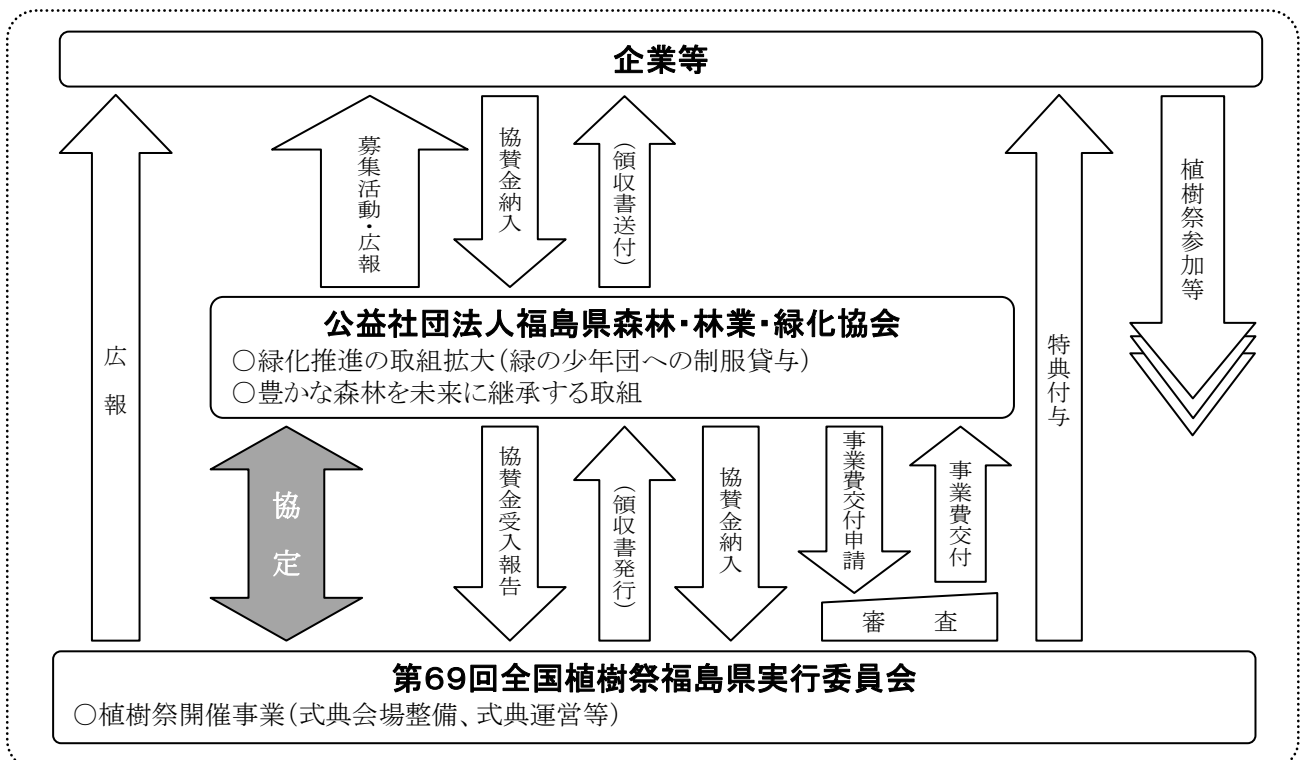 企業等
募集活動・広報
協賛金納入
(領収書送付)
植樹祭参加等
公益社団法人福島県森林・林業・緑化協会
○緑化推進の取組拡大(緑の少年団への制服貸与)
○豊かな森林を未来に継承する取組
広報
特典付与
協定
協賛金受入報告
(領収書発行)
協賛金納入
事業費交付申請
事業費交付
審査
第69回全国植樹祭福島県実行委員会
○植樹祭開催事業(式典会場整備、式典運営等)